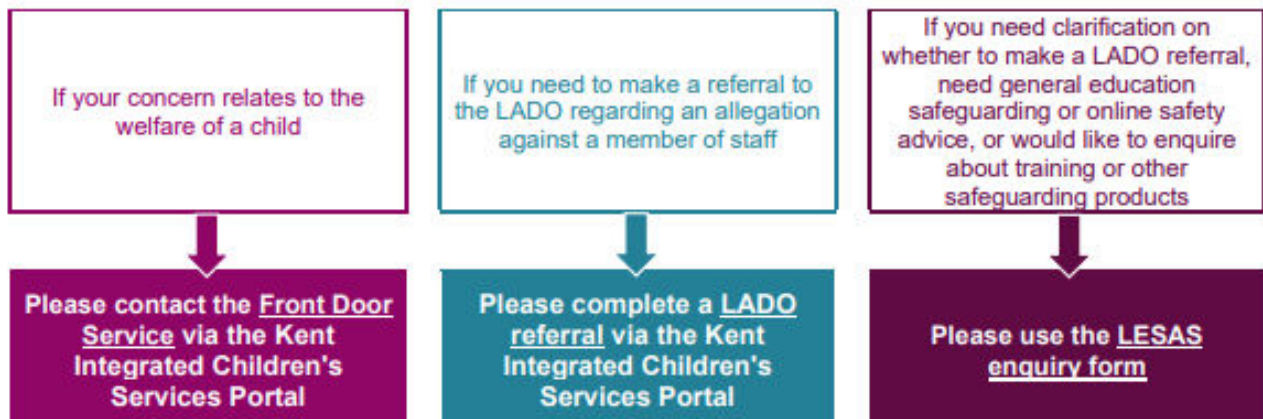 If your concern relates to the
welfare of a child
If you need to make a referral to
the LADO regarding an allegation
against a member of staff
If you need clarification on
whether to make a LADO referral,
need general education
safeguarding or online safety
advice, or would like to enquire
about training or other
safeguarding products
Please contact the Front Door
Service via the Kent
Integrated Children's
Services Portal
Please complete a LADO
referral via the Kent
Integrated Children's
Services Portal
Please use the LESAS
enquiry form